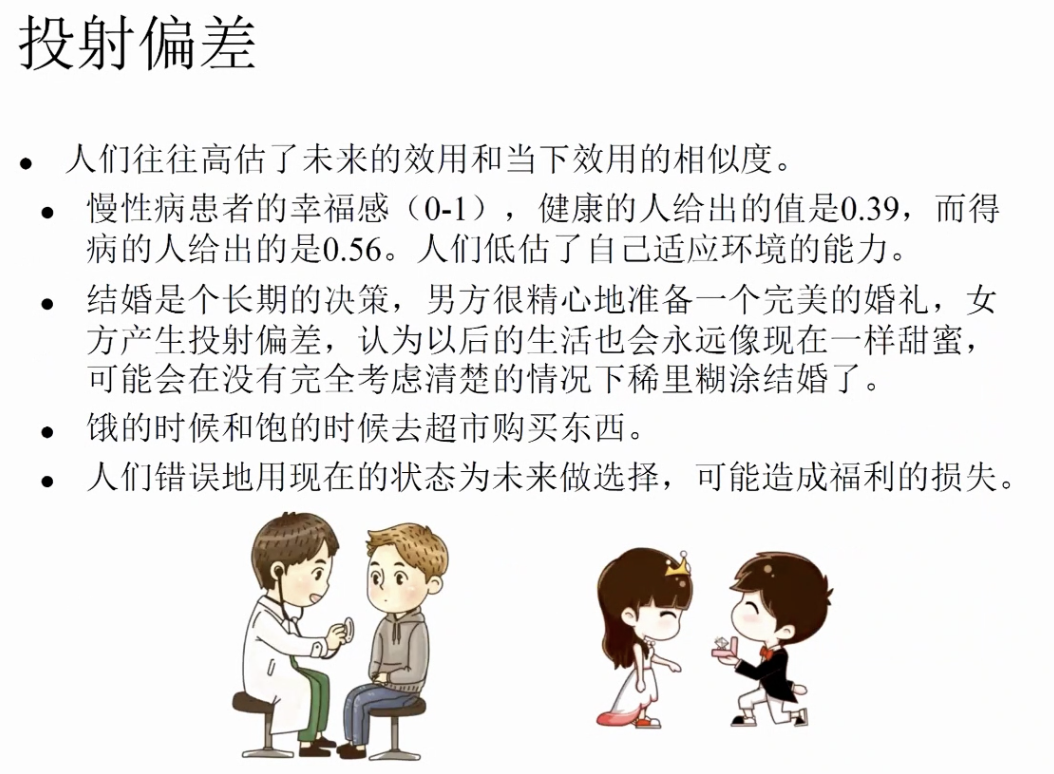 投射偏差
• 人们往往高估了未来的效用和当下效用的相似度。
• 慢性病患者的幸福感（0-1），健康的人给出的值是0.39，而得
病的人给出的是0.56。人们低估了自己适应环境的能力。
• 结婚是个长期的决策，男方很精心地准备一个完美的婚礼，女
方产生投射偏差，认为以后的生活也会永远像现在一样甜蜜，
可能会在没有完全考虑清楚的情况下稀里糊涂结婚了。
• 饿的时候和饱的时候去超市购买东西。
• 人们错误地用现在的状态为未来做选择，可能造成福利的损失。